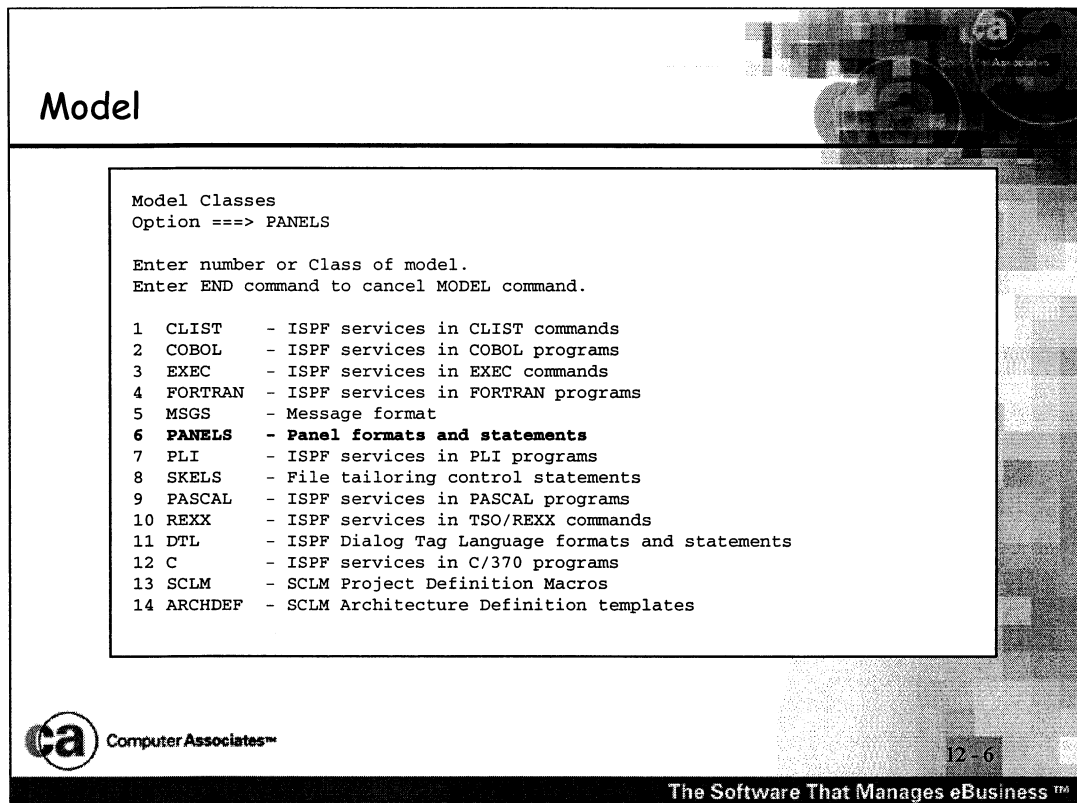 ca
Computer Associates
Model
Model Classes
Option ===> PANELS
Enter number or Class of model.
Enter END command to cancel MODEL command.
1 CLIST - ISPF services in CLIST commands
2 COBOL - ISPF services in COBOL programs
3 EXEC - ISPF services in EXEC commands
4 FORTRAN - ISPF services in FORTRAN programs
5 MSGS - Message format
6 PANELS - Panel formats and statements
7 PLI - ISPF services in PLI programs
8 SKELS - File tailoring control statements
9 PASCAL - ISPF services in PASCAL programs
10 REXX - ISPF services in TSO/REXX commands
11 DTL - ISPF Dialog Tag Language formats and statements
12 C - ISPF services in C/370 programs
13 SCLM - SCLM Project Definition Macros
14 ARCHDEF - SCLM Architecture Definition templates
ca Computer Associates™
12 - 6
The Software That Manages eBusiness ™